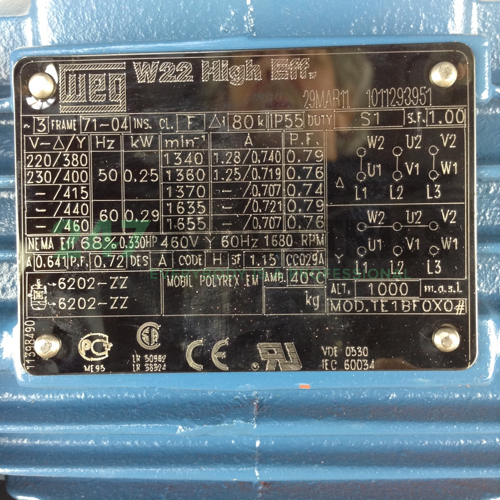 WEG W22 High Eff.
29MAR11 1011293951
~ 3 FRAME 71-04 INS. CL. F Δt 80 K IP55 DUTY S1 S.F. 1.00
V-Δ/Y Hz kW min-1 A P.F.
220/380 1340 1.28/0.740 0.79
230/400 50 0.25 1360 1.25/0.719 0.76
-/415 1370 -/0.707 0.74
-/440 60 0.29 1635 -/0.721 0.79
-/460 1655 -/0.707 0.76
W2 U2 V2
U1 V1 W1
Δ L1 L2 L3
W2 U2 V2
U1 V1 W1
Y L1 L2 L3
NEMA Eff 68% 0.330HP 460V Y 60Hz 1680 RPM
A 0.641 P.F. 0.72 DES A CODE H SF 1.15 CC029A
6202-ZZ MOBIL POLYREX EM AMB. 40°C
6202-ZZ kg
ALT. 1000 m.a.s.l.
MOD.TE1BF0X0#
11398490
PG
ME95
LR 50962
LR 38324
CE
VDE 0530
IEC 60034